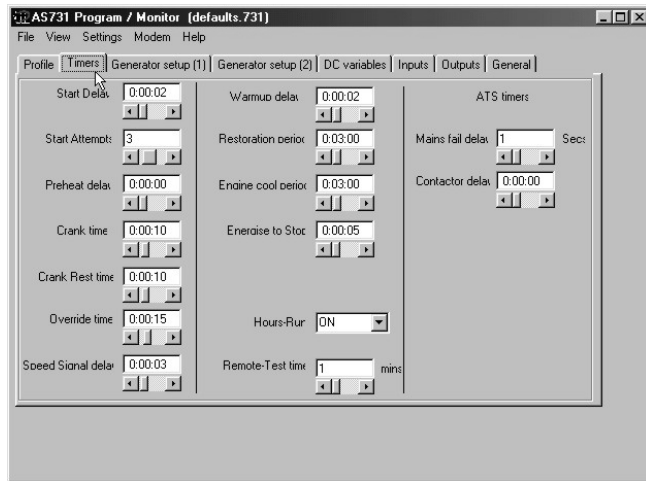 AS731 Program / Monitor (defaults.731)
File View Settings Modem Help
Profile Timers Generator setup (1) Generator setup (2) DC variables Inputs Outputs General
Start Delay 0:00:02
Start Attempts 3
Preheat delay 0:00:00
Crank time 0:00:10
Crank Rest time 0:00:10
Override time 0:00:15
Speed Signal delay 0:00:03
Warmup delay 0:00:02
Restoration period 0:03:00
Engine cool period 0:03:00
Energise to Stop 0:00:05
Hours-Run ON
Remote-Test time 1 mins
ATS timers
Mains fail delay 1 Secs
Contactor delay 0:00:00